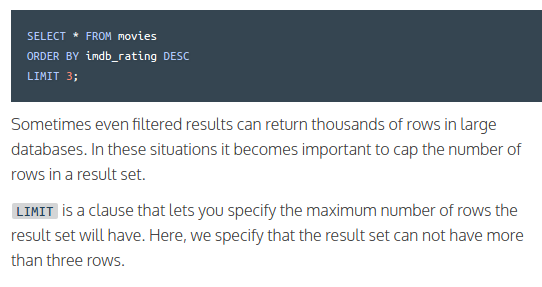 SELECT * FROM movies
ORDER BY imdb_rating DESC
LIMIT 3;
Sometimes even filtered results can return thousands of rows in large
databases. In these situations it becomes important to cap the number of
rows in a result set.
LIMIT is a clause that lets you specify the maximum number of rows the
result set will have. Here, we specify that the result set can not have more
than three rows.